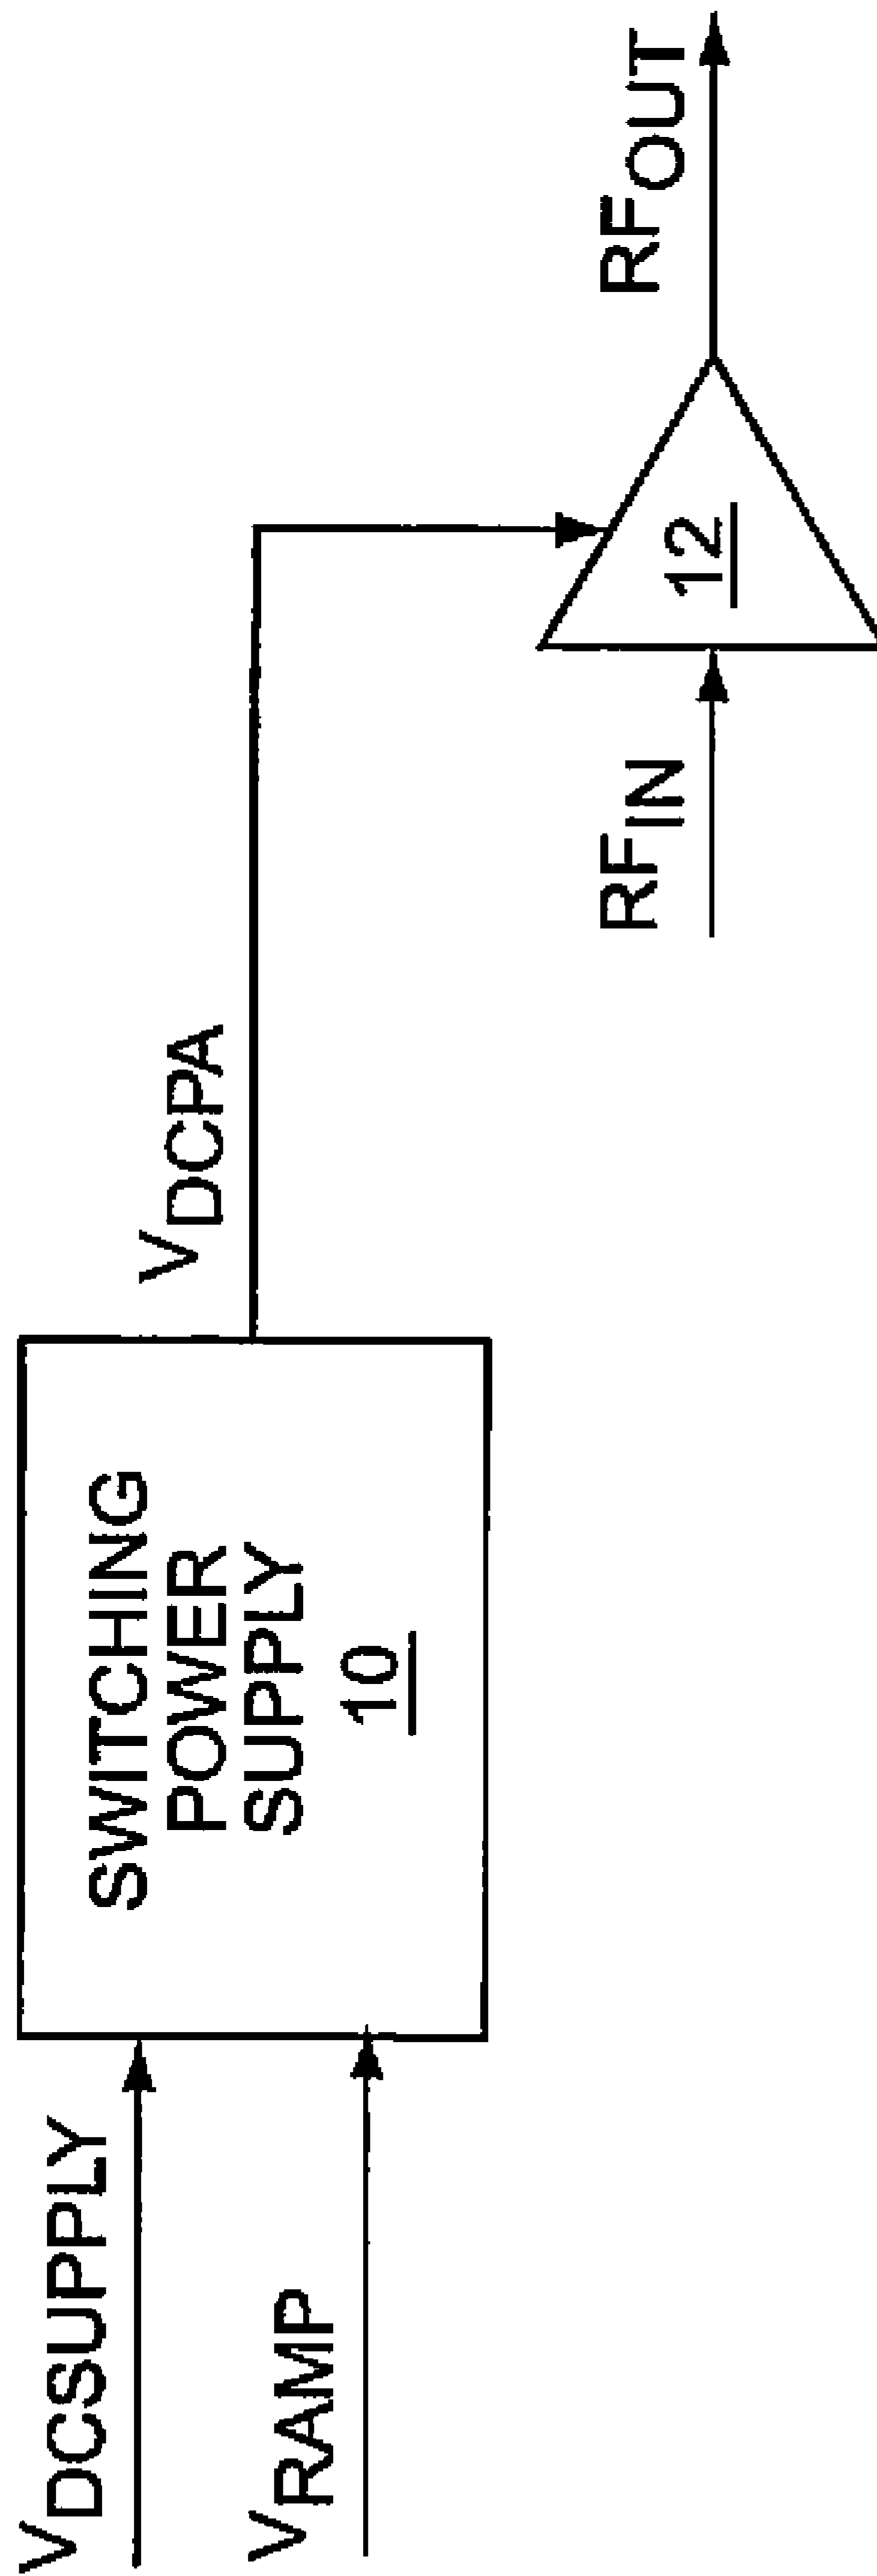 VDCSUPPLY
VRAMP
SWITCHING
POWER
SUPPLY
10
VDCPA
RFIN
12
RFOUT